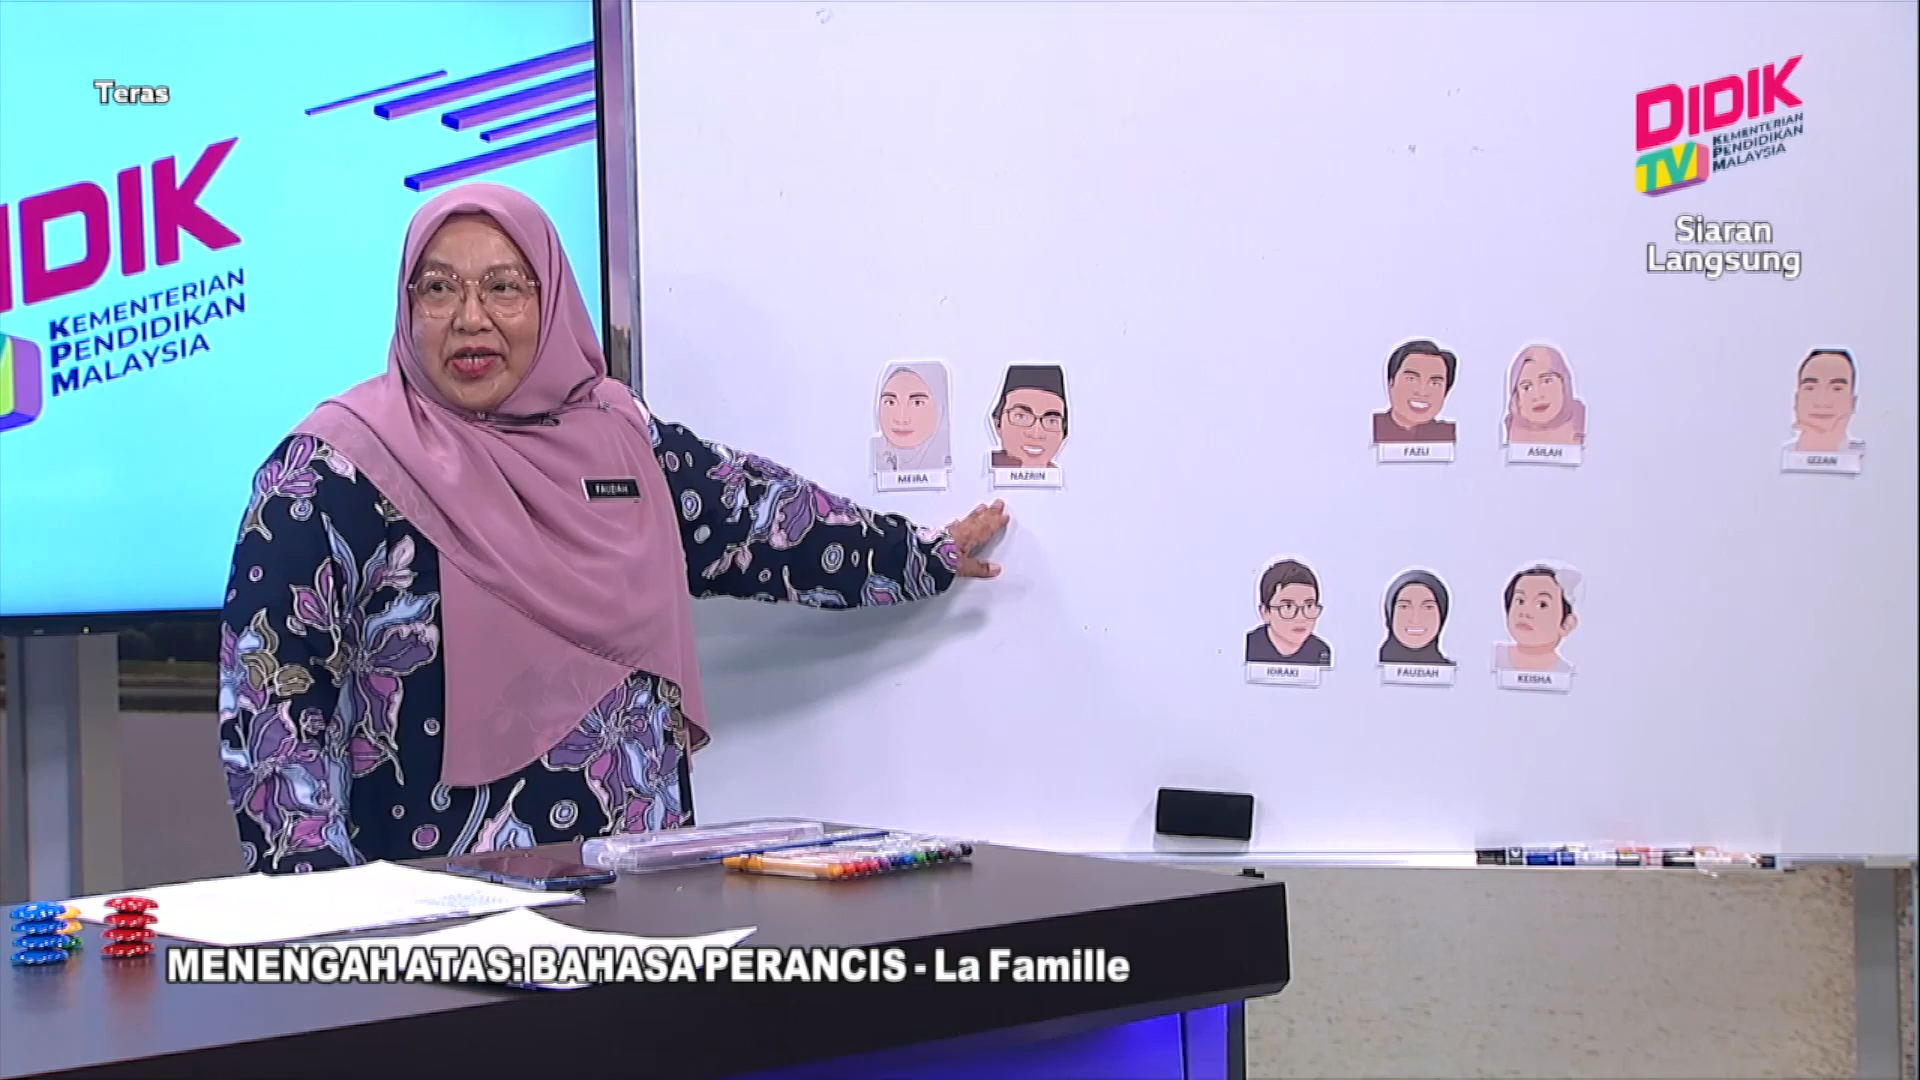 Teras
DIDIK
KEMENTERIAN
PENDIDIKAN
MALAYSIA
DIDIK
TV
KEMENTERIAN
PENDIDIKAN
MALAYSIA
Siaran
Langsung
FAUZIAH
MEIRA
NAZRIN
FAZLI
ASILAH
IZZAN
IDRAKI
FAUZIAH
KEISHA
MENENGAH ATAS: BAHASA PERANCIS - La Famille